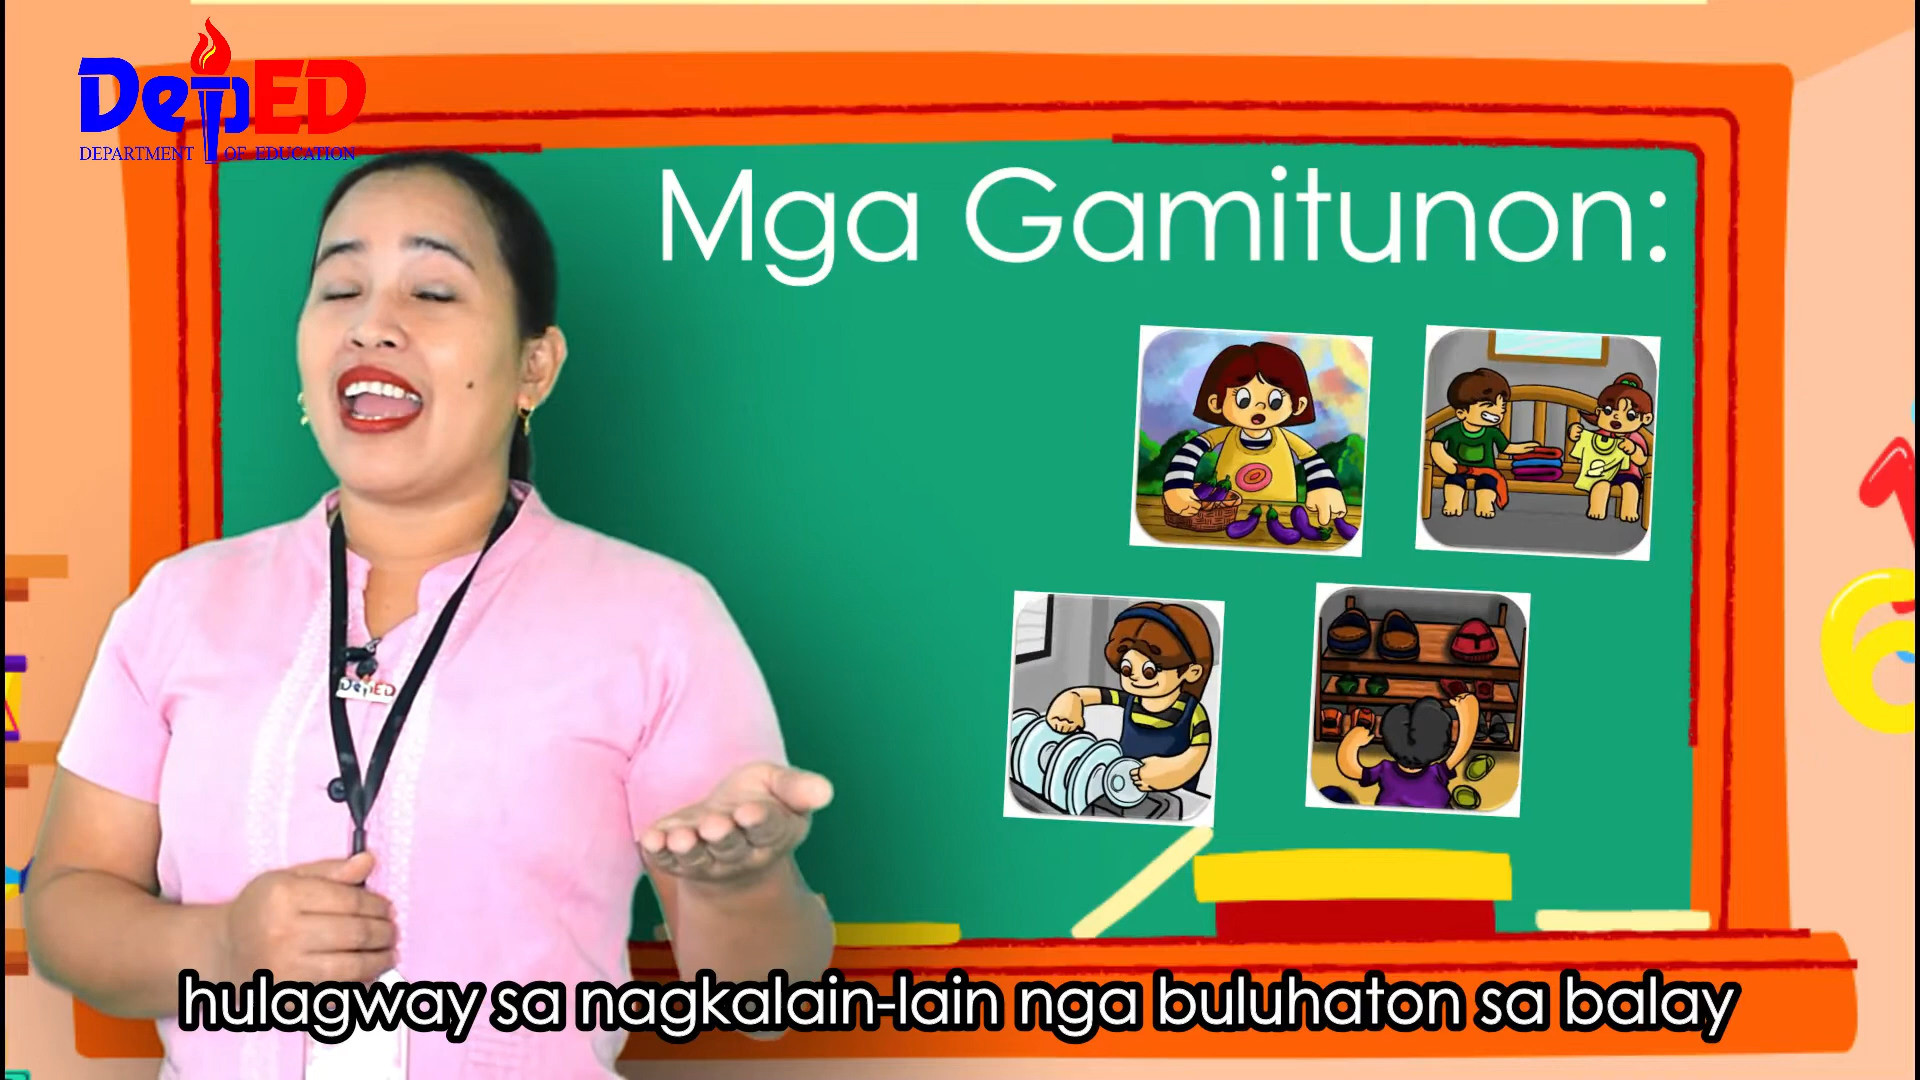 DepED
DEPARTMENT OF EDUCATION
Mga Gamitunon:
DepED
hulagway sa nagkalain-lain nga buluhaton sa balay